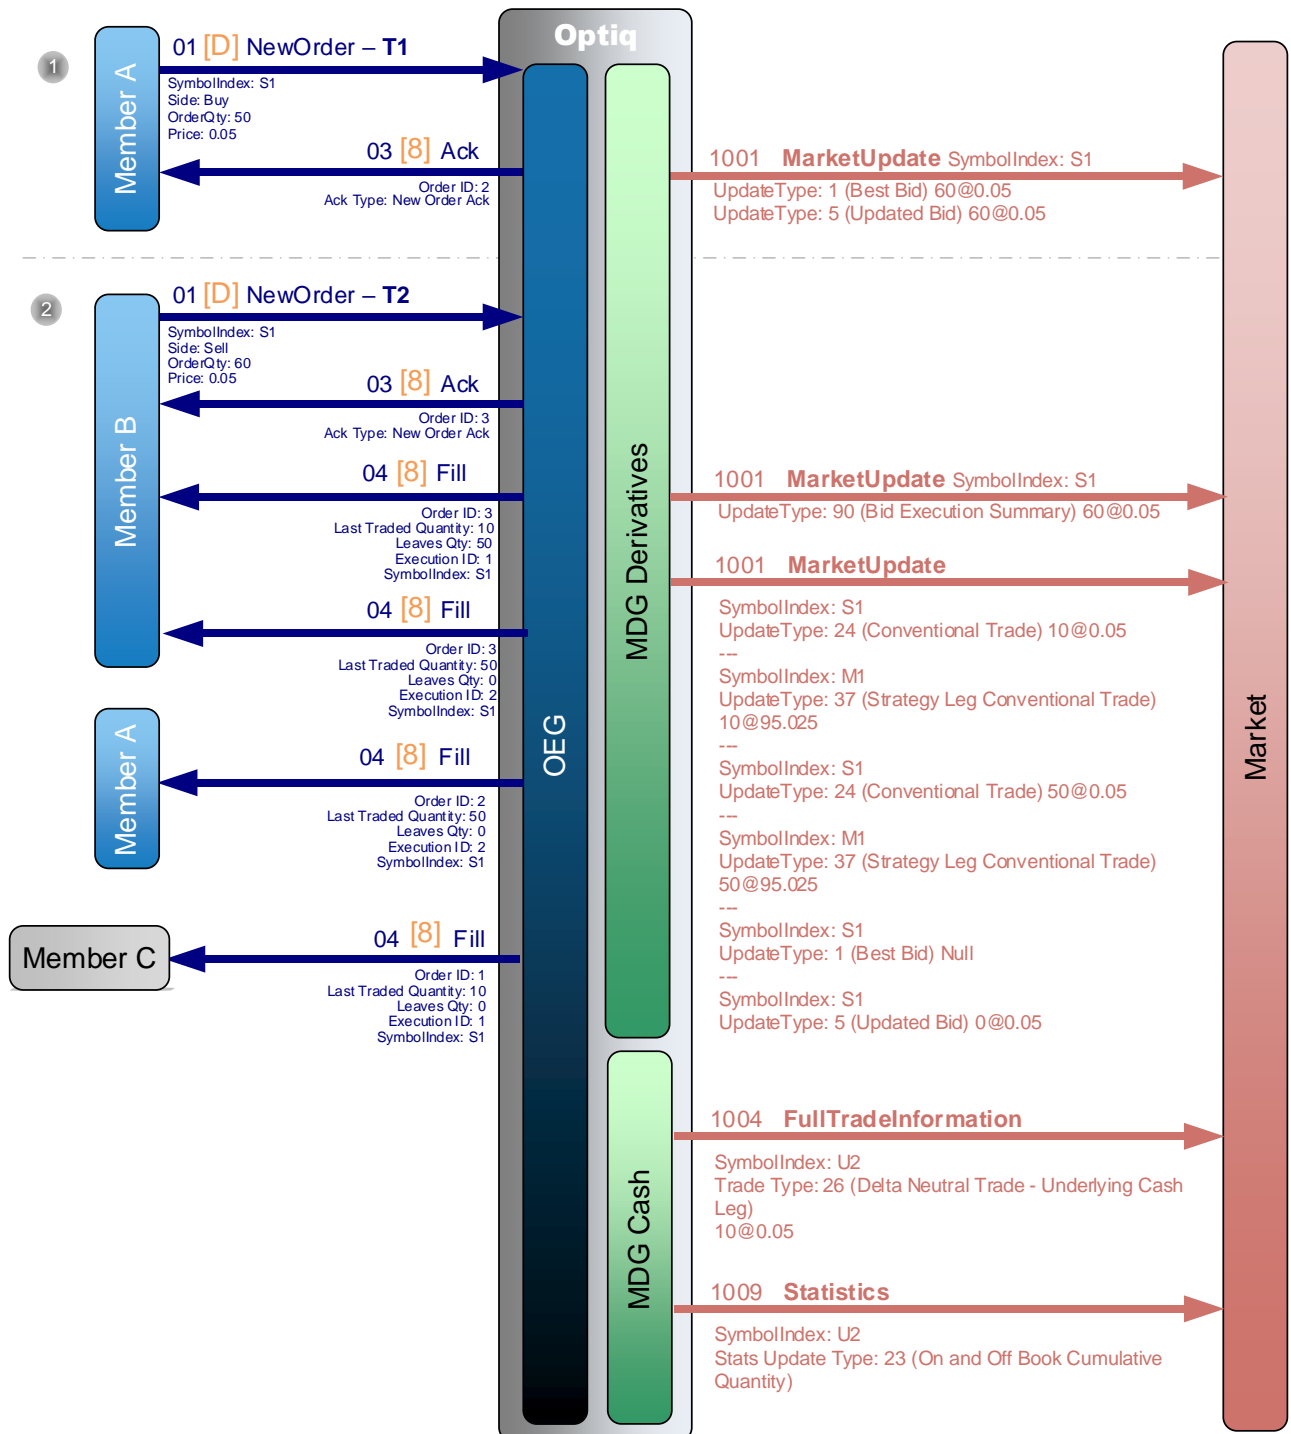 Optiq
1
Member A
01 [D] NewOrder – T1
SymbolIndex: S1
Side: Buy
OrderQty: 50
Price: 0.05
03 [8] Ack
Order ID: 2
Ack Type: New Order Ack
1001 MarketUpdate SymbolIndex: S1
UpdateType: 1 (Best Bid) 60@0.05
UpdateType: 5 (Updated Bid) 60@0.05
2
Member B
01 [D] NewOrder – T2
SymbolIndex: S1
Side: Sell
OrderQty: 60
Price: 0.05
03 [8] Ack
Order ID: 3
Ack Type: New Order Ack
04 [8] Fill
Order ID: 3
Last Traded Quantity: 10
Leaves Qty: 50
Execution ID: 1
SymbolIndex: S1
04 [8] Fill
Order ID: 3
Last Traded Quantity: 50
Leaves Qty: 0
Execution ID: 2
SymbolIndex: S1
Member A
04 [8] Fill
Order ID: 2
Last Traded Quantity: 50
Leaves Qty: 0
Execution ID: 2
SymbolIndex: S1
Member C
04 [8] Fill
Order ID: 1
Last Traded Quantity: 10
Leaves Qty: 0
Execution ID: 1
SymbolIndex: S1
OEG
MDG Derivatives
MDG Cash
1001 MarketUpdate SymbolIndex: S1
UpdateType: 90 (Bid Execution Summary) 60@0.05
1001 MarketUpdate
SymbolIndex: S1
UpdateType: 24 (Conventional Trade) 10@0.05
---
SymbolIndex: M1
UpdateType: 37 (Strategy Leg Conventional Trade)
10@95.025
---
SymbolIndex: S1
UpdateType: 24 (Conventional Trade) 50@0.05
---
SymbolIndex: M1
UpdateType: 37 (Strategy Leg Conventional Trade)
50@95.025
---
SymbolIndex: S1
UpdateType: 1 (Best Bid) Null
---
SymbolIndex: S1
UpdateType: 5 (Updated Bid) 0@0.05
1004 FullTradeInformation
SymbolIndex: U2
Trade Type: 26 (Delta Neutral Trade - Underlying Cash
Leg)
10@0.05
1009 Statistics
SymbolIndex: U2
Stats Update Type: 23 (On and Off Book Cumulative
Quantity)
Market